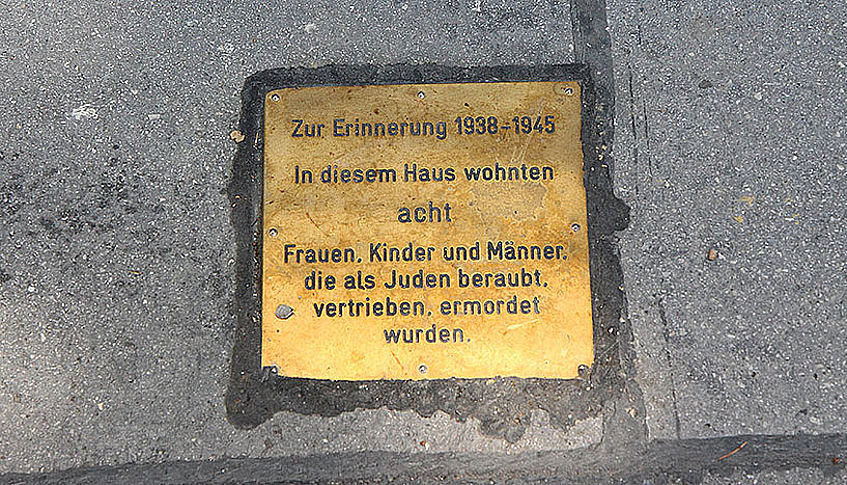 Zur Erinnerung 1938-1945
In diesem Haus wohnten
acht
Frauen, Kinder und Männer,
die als Juden beraubt,
vertrieben, ermordet
wurden.